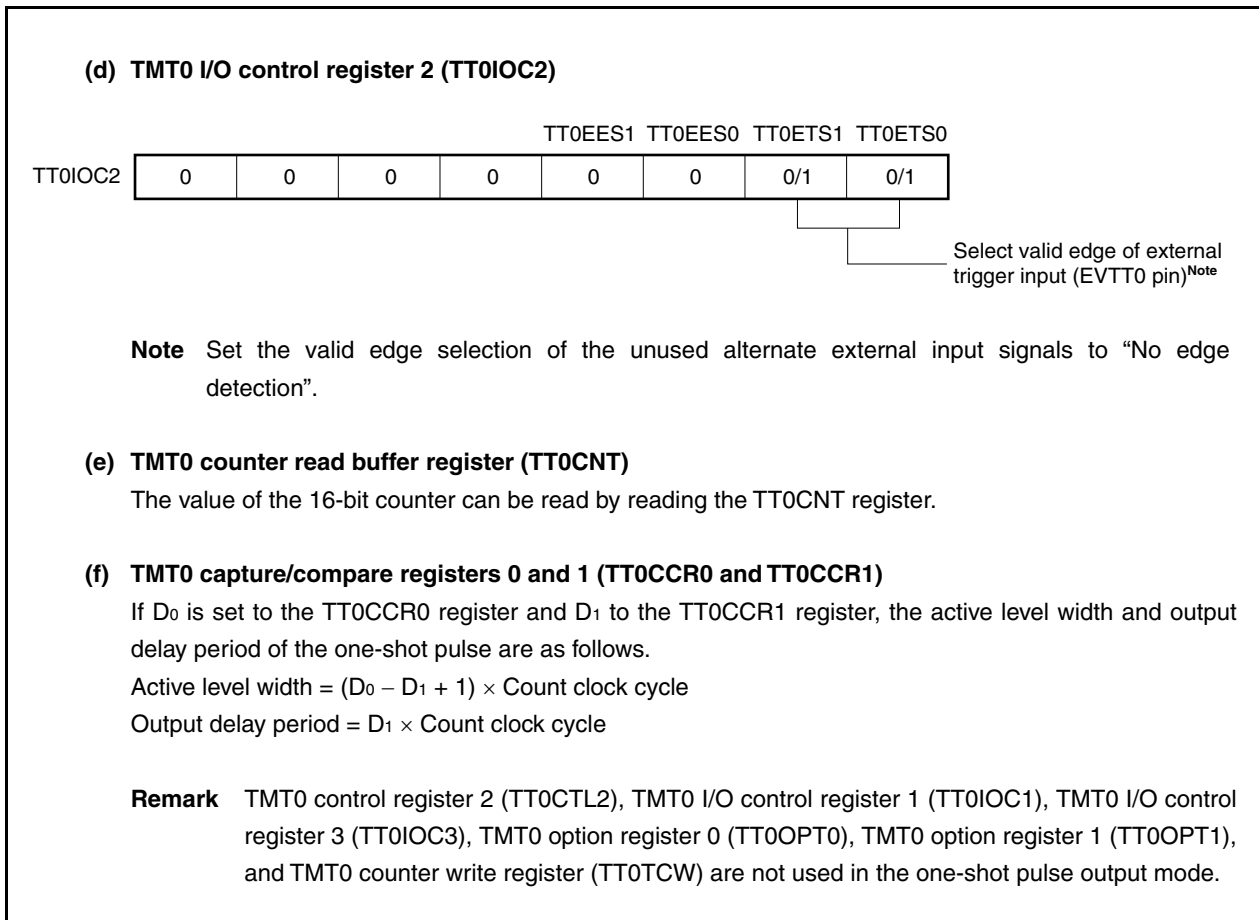 (d) TMT0 I/O control register 2 (TT0IOC2)
TT0EES1 TT0EES0 TT0ETS1 TT0ETS0
TT0IOC2 0 0 0 0 0 0 0/1 0/1
Select valid edge of external
trigger input (EVTT0 pin)Note
Note Set the valid edge selection of the unused alternate external input signals to “No edge
detection”.
(e) TMT0 counter read buffer register (TT0CNT)
The value of the 16-bit counter can be read by reading the TT0CNT register.
(f) TMT0 capture/compare registers 0 and 1 (TT0CCR0 and TT0CCR1)
If D0 is set to the TT0CCR0 register and D1 to the TT0CCR1 register, the active level width and output
delay period of the one-shot pulse are as follows.
Active level width = (D0 − D1 + 1) × Count clock cycle
Output delay period = D1 × Count clock cycle
Remark TMT0 control register 2 (TT0CTL2), TMT0 I/O control register 1 (TT0IOC1), TMT0 I/O control
register 3 (TT0IOC3), TMT0 option register 0 (TT0OPT0), TMT0 option register 1 (TT0OPT1),
and TMT0 counter write register (TT0TCW) are not used in the one-shot pulse output mode.